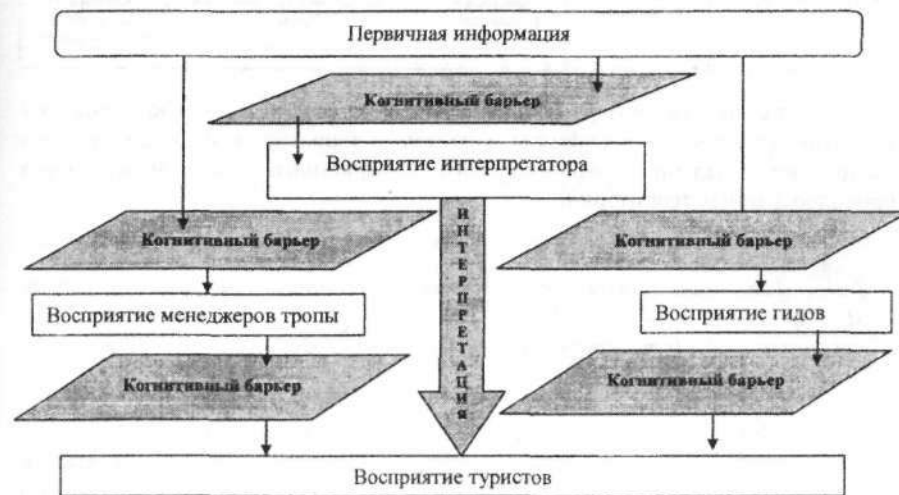 Первичная информация
Когнитивный барьер
Восприятие интерпретатора
ИНТЕРПРЕТАЦИЯ
Когнитивный барьер
Когнитивный барьер
Восприятие менеджеров тропы
Восприятие гидов
Когнитивный барьер
Когнитивный барьер
Восприятие туристов